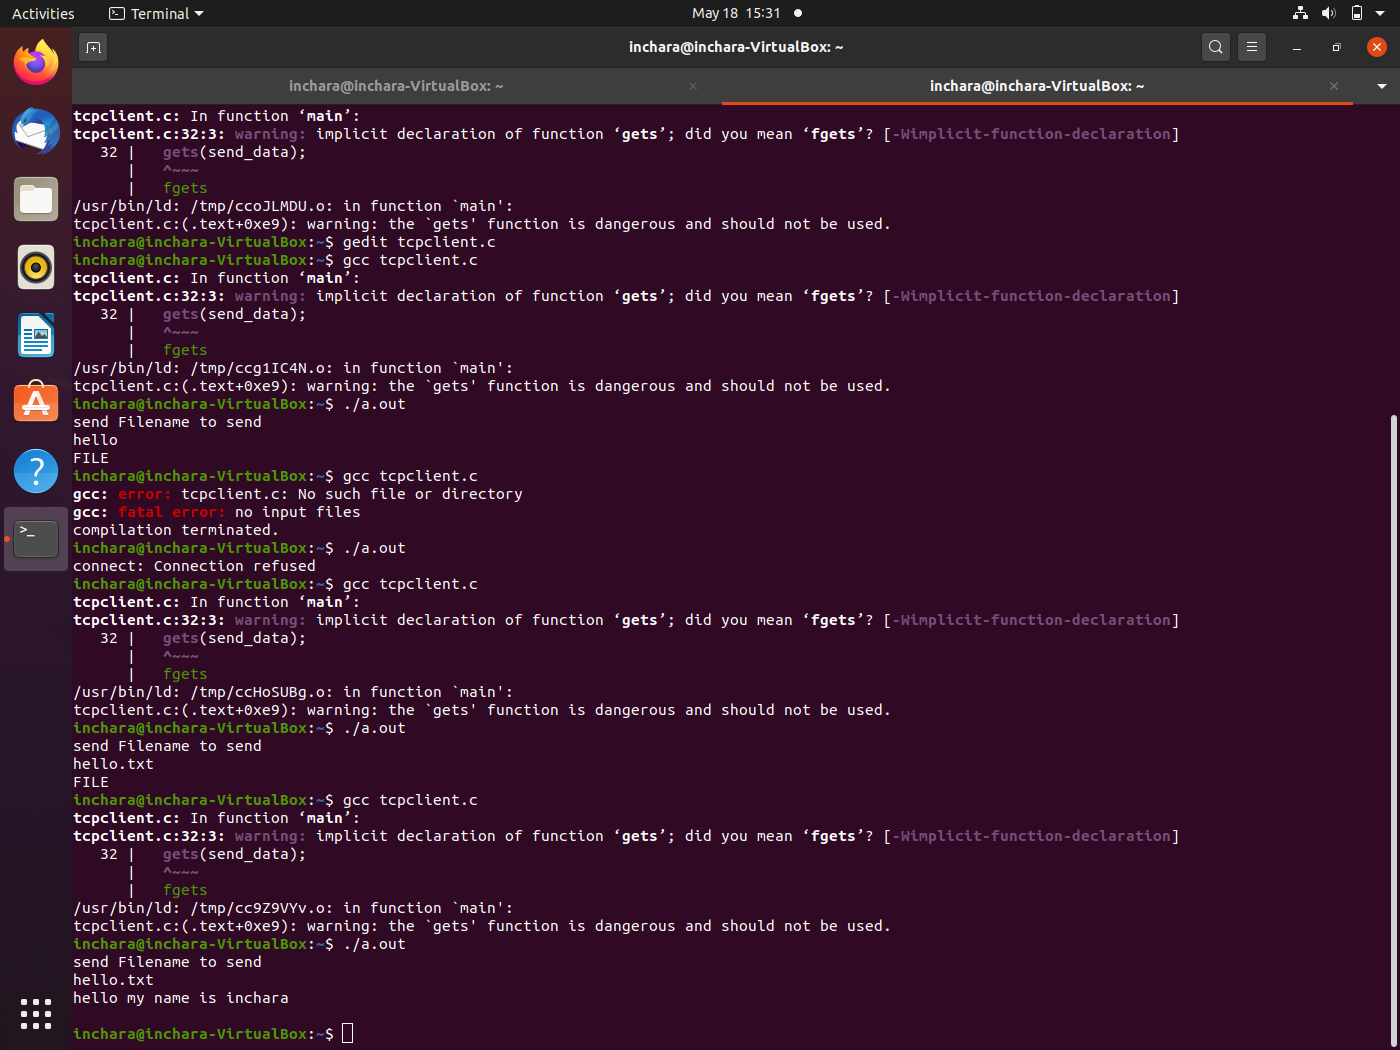 Activities Terminal May 18 15:31
inchara@inchara-VirtualBox: ~
inchara@inchara-VirtualBox: ~ inchara@inchara-VirtualBox: ~
tcpclient.c: In function ‘main’:
tcpclient.c:32:3: warning: implicit declaration of function ‘gets’; did you mean ‘fgets’? [-Wimplicit-function-declaration]
   32 |   gets(send_data);
      |   ^~~~
      |   fgets
/usr/bin/ld: /tmp/ccoJLMDU.o: in function `main':
tcpclient.c:(.text+0xe9): warning: the `gets' function is dangerous and should not be used.
inchara@inchara-VirtualBox:~$ gedit tcpclient.c
inchara@inchara-VirtualBox:~$ gcc tcpclient.c
tcpclient.c: In function ‘main’:
tcpclient.c:32:3: warning: implicit declaration of function ‘gets’; did you mean ‘fgets’? [-Wimplicit-function-declaration]
   32 |   gets(send_data);
      |   ^~~~
      |   fgets
/usr/bin/ld: /tmp/ccg1IC4N.o: in function `main':
tcpclient.c:(.text+0xe9): warning: the `gets' function is dangerous and should not be used.
inchara@inchara-VirtualBox:~$ ./a.out
send Filename to send
hello
FILE
inchara@inchara-VirtualBox:~$ gcc tcpclient.c
gcc: error: tcpclient.c: No such file or directory
gcc: fatal error: no input files
compilation terminated.
inchara@inchara-VirtualBox:~$ ./a.out
connect: Connection refused
inchara@inchara-VirtualBox:~$ gcc tcpclient.c
tcpclient.c: In function ‘main’:
tcpclient.c:32:3: warning: implicit declaration of function ‘gets’; did you mean ‘fgets’? [-Wimplicit-function-declaration]
   32 |   gets(send_data);
      |   ^~~~
      |   fgets
/usr/bin/ld: /tmp/ccHoSUBg.o: in function `main':
tcpclient.c:(.text+0xe9): warning: the `gets' function is dangerous and should not be used.
inchara@inchara-VirtualBox:~$ ./a.out
send Filename to send
hello.txt
FILE
inchara@inchara-VirtualBox:~$ gcc tcpclient.c
tcpclient.c: In function ‘main’:
tcpclient.c:32:3: warning: implicit declaration of function ‘gets’; did you mean ‘fgets’? [-Wimplicit-function-declaration]
   32 |   gets(send_data);
      |   ^~~~
      |   fgets
/usr/bin/ld: /tmp/cc9Z9VYv.o: in function `main':
tcpclient.c:(.text+0xe9): warning: the `gets' function is dangerous and should not be used.
inchara@inchara-VirtualBox:~$ ./a.out
send Filename to send
hello.txt
hello my name is inchara
inchara@inchara-VirtualBox:~$